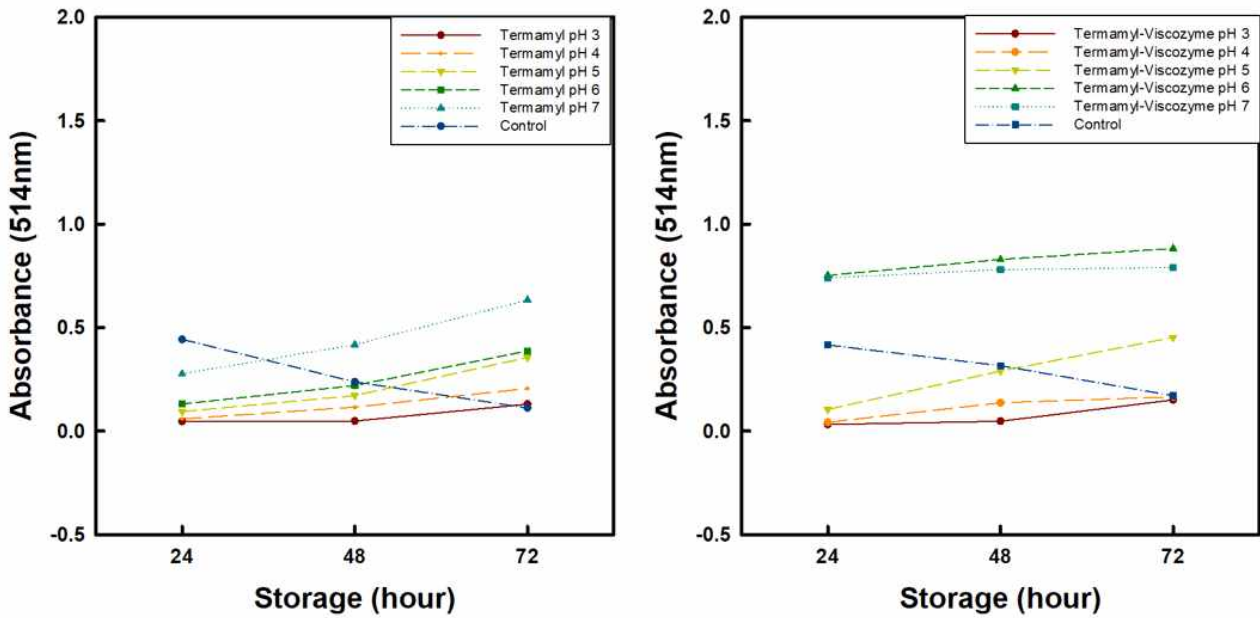 2.0
1.5
1.0
0.5
0.0
-0.5
Absorbance (514nm)
Termamyl pH 3
Termamyl pH 4
Termamyl pH 5
Termamyl pH 6
Termamyl pH 7
Control
24 48 72
Storage (hour)
2.0
1.5
1.0
0.5
0.0
-0.5
Absorbance (514nm)
Termamyl-Viscozyme pH 3
Termamyl-Viscozyme pH 4
Termamyl-Viscozyme pH 5
Termamyl-Viscozyme pH 6
Termamyl-Viscozyme pH 7
Control
24 48 72
Storage (hour)